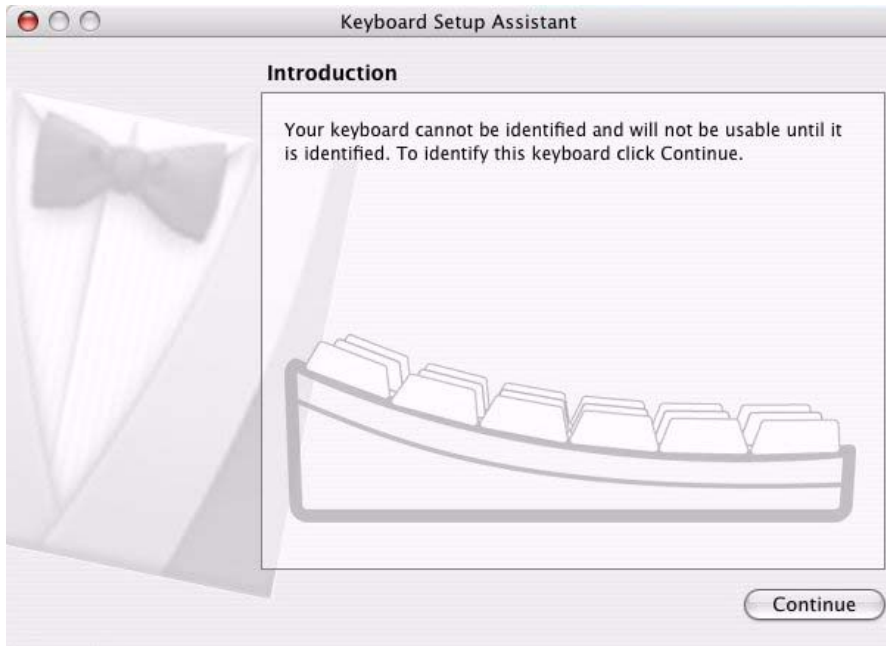 Keyboard Setup Assistant
Introduction
Your keyboard cannot be identified and will not be usable until it
is identified. To identify this keyboard click Continue.
Continue